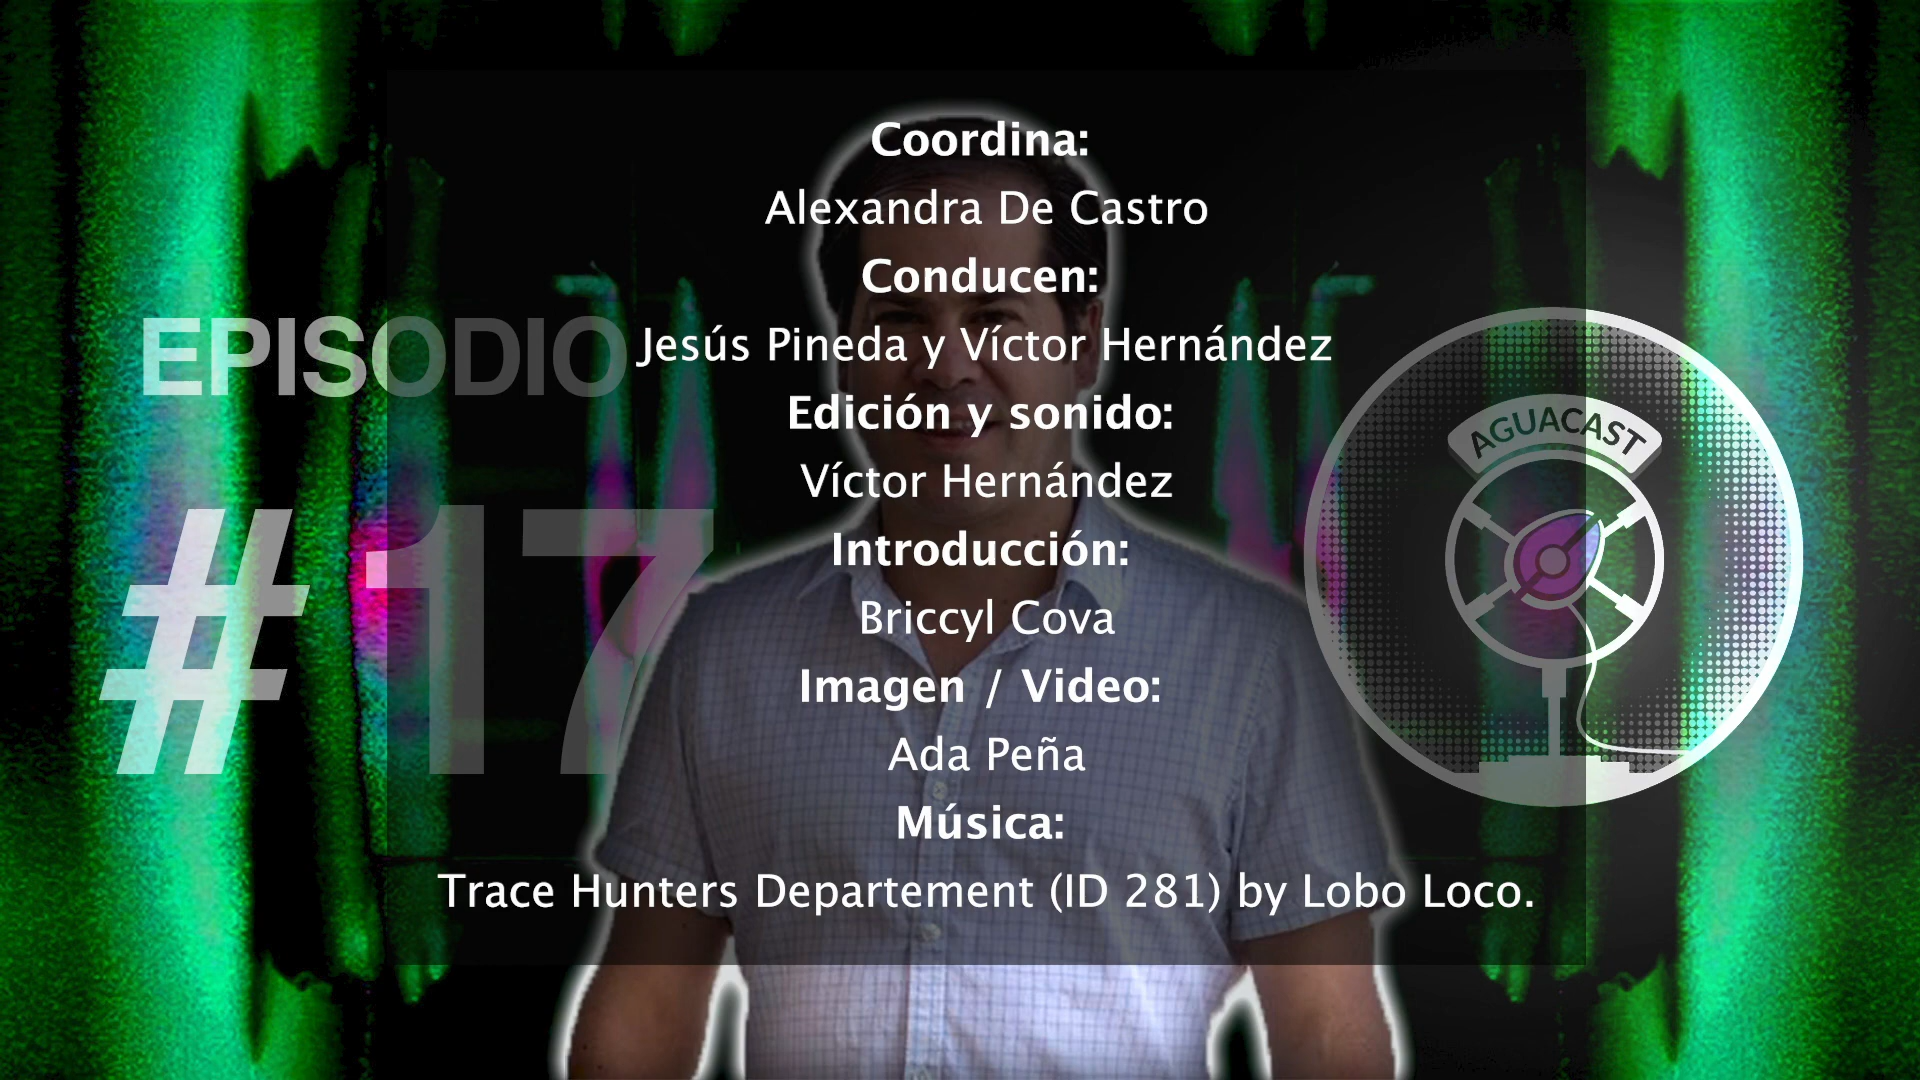 Coordina:
Alexandra De Castro
Conducen:
Jesús Pineda y Víctor Hernández
Edición y sonido:
Víctor Hernández
Introducción:
Briccyl Cova
Imagen / Video:
Ada Peña
Música:
Trace Hunters Departement (ID 281) by Lobo Loco.
EPISODIO
#17
AGUACAST